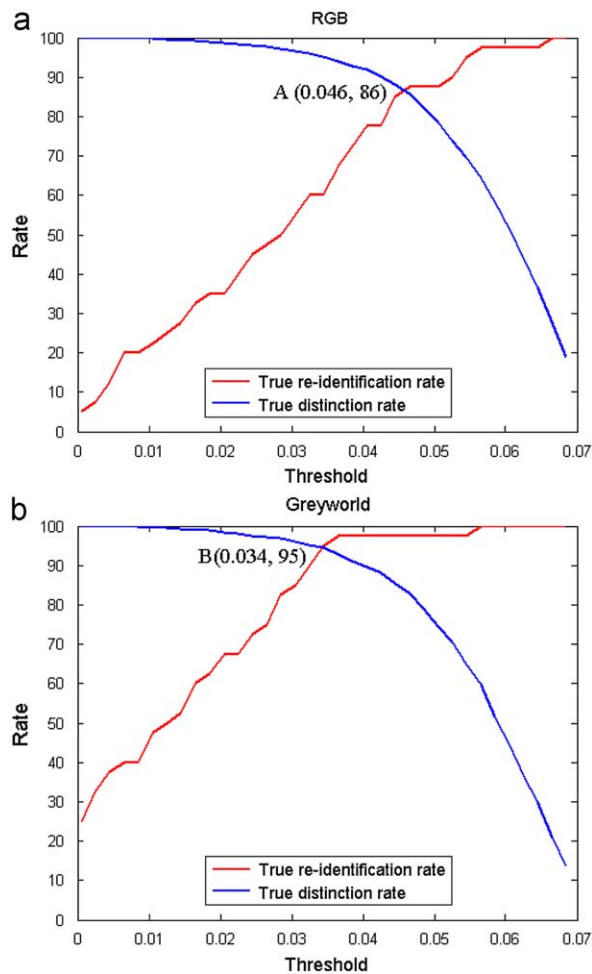 a
RGB
100
90
80
70
60
50
40
30
20
10
0
Rate
A (0.046, 86)
True re-identification rate
True distinction rate
0 0.01 0.02 0.03 0.04 0.05 0.06 0.07
Threshold
b
Greyworld
100
90
80
70
60
50
40
30
20
10
0
Rate
B(0.034, 95)
True re-identification rate
True distinction rate
0 0.01 0.02 0.03 0.04 0.05 0.06 0.07
Threshold